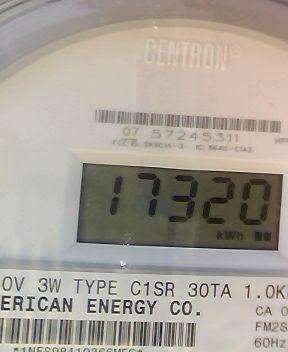 CENTRON®
07 57245311
17320
kWh
0V 3W TYPE C1SR 30TA 1.0K
ERICAN ENERGY CO.
CA 0
FM2S
60Hz